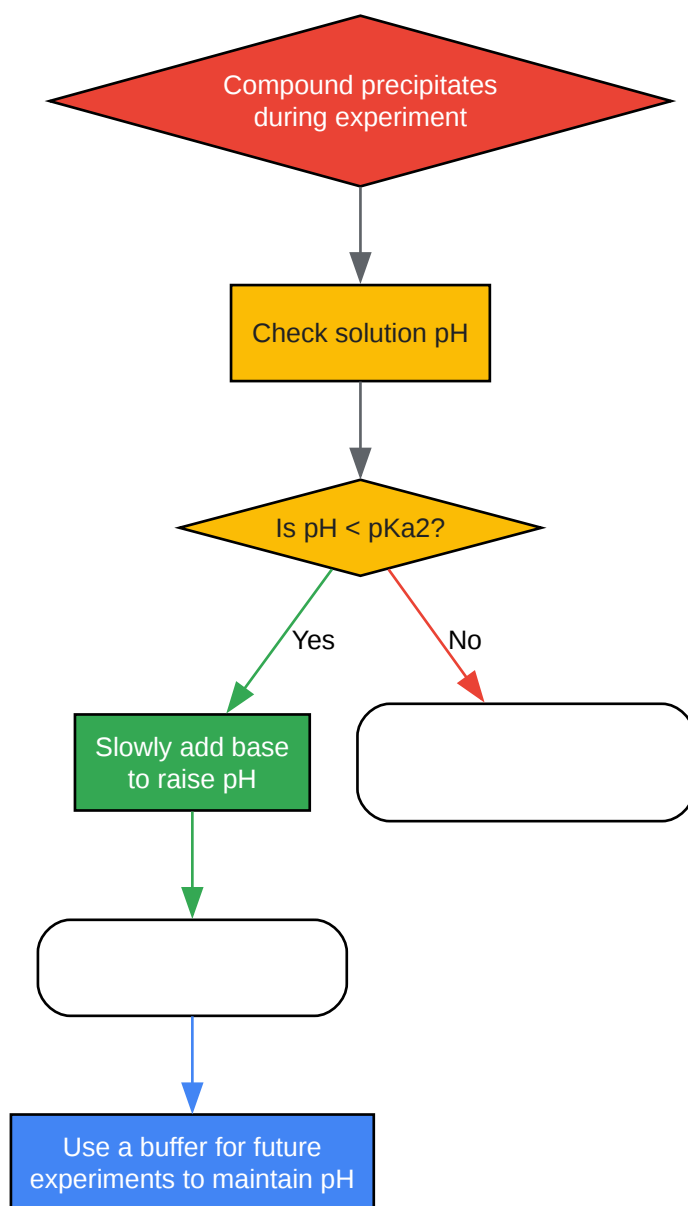 Compound precipitates
during experiment
Check solution pH
Is pH < pKa2?
Yes
No
Slowly add base
to raise pH
Use a buffer for future
experiments to maintain pH